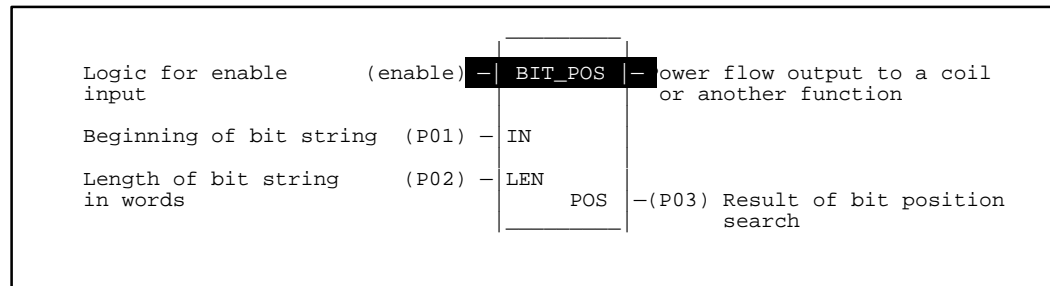 Logic for enable (enable) –| BIT_POS |– ower flow output to a coil
input or another function
Beginning of bit string (P01) –|IN
Length of bit string (P02) –|LEN
in words POS |–(P03) Result of bit position
search